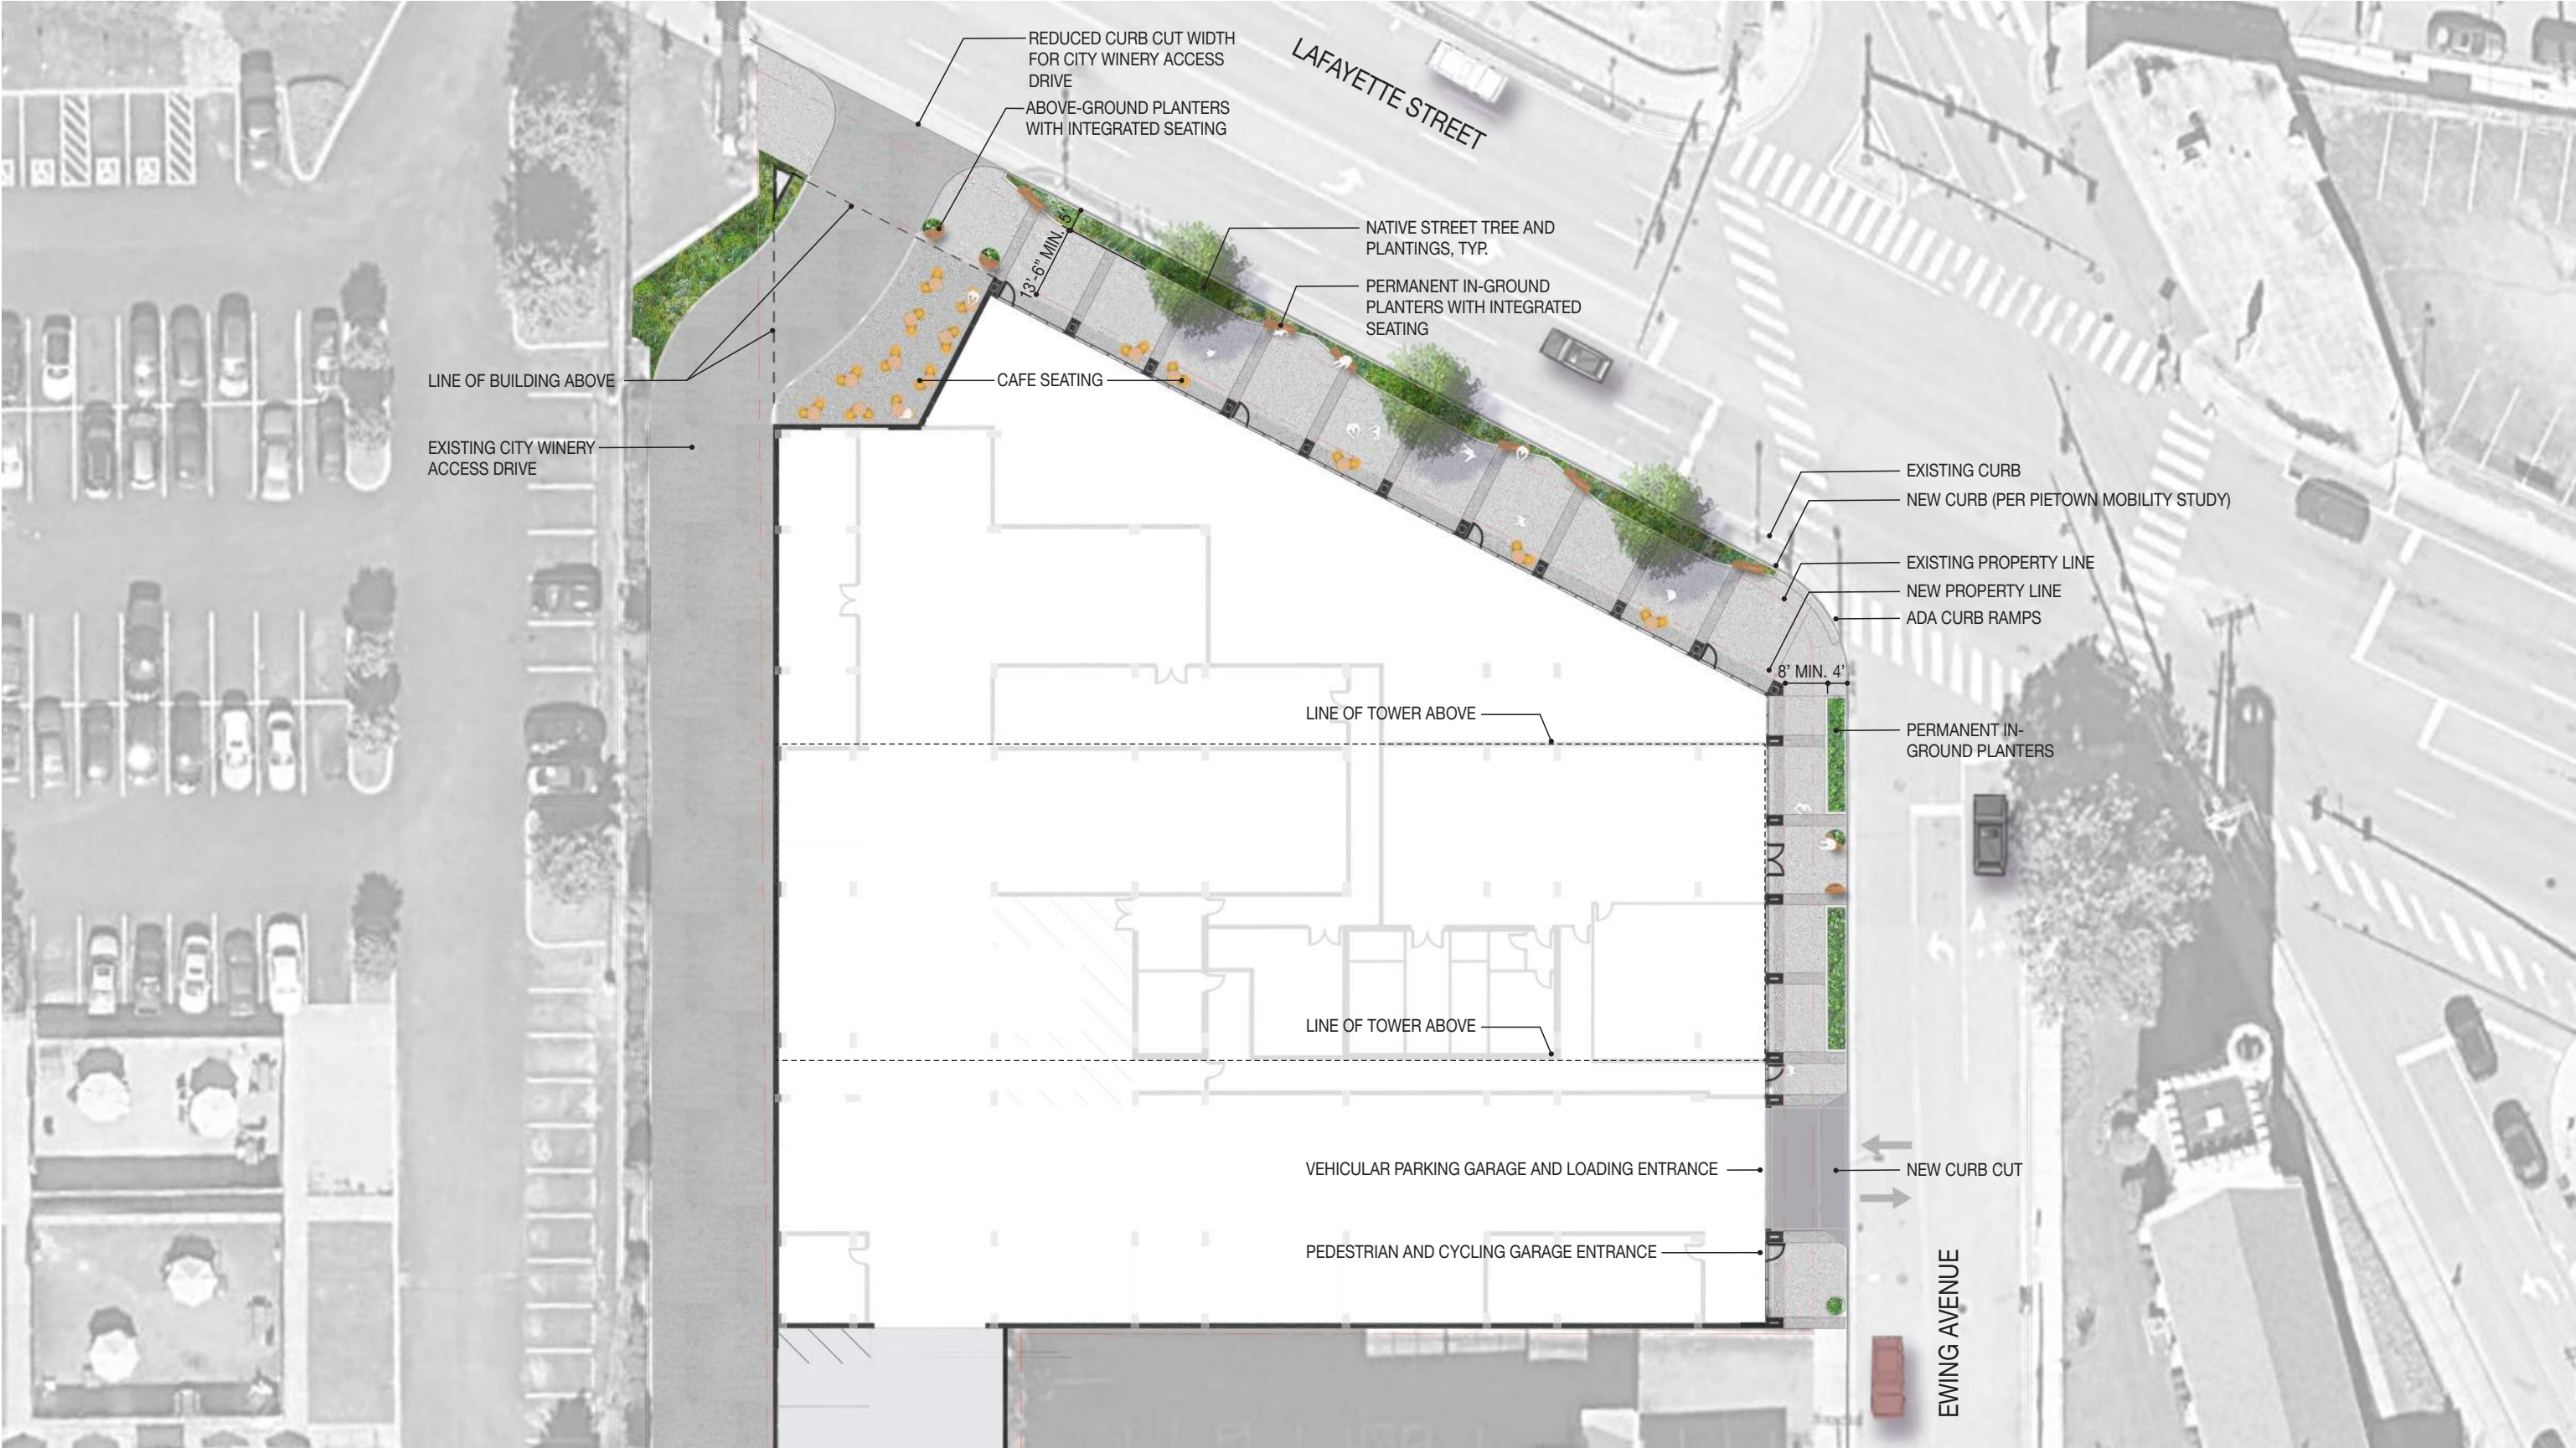 REDUCED CURB CUT WIDTH
FOR CITY WINERY ACCESS
DRIVE
ABOVE-GROUND PLANTERS
WITH INTEGRATED SEATING
LAFAYETTE STREET
5'
13'-6" MIN.
NATIVE STREET TREE AND
PLANTINGS, TYP.
PERMANENT IN-GROUND
PLANTERS WITH INTEGRATED
SEATING
LINE OF BUILDING ABOVE
CAFE SEATING
EXISTING CITY WINERY
ACCESS DRIVE
EXISTING CURB
NEW CURB (PER PIETOWN MOBILITY STUDY)
EXISTING PROPERTY LINE
NEW PROPERTY LINE
ADA CURB RAMPS
8' MIN. 4'
LINE OF TOWER ABOVE
PERMANENT IN-
GROUND PLANTERS
LINE OF TOWER ABOVE
VEHICULAR PARKING GARAGE AND LOADING ENTRANCE
NEW CURB CUT
PEDESTRIAN AND CYCLING GARAGE ENTRANCE
EWING AVENUE